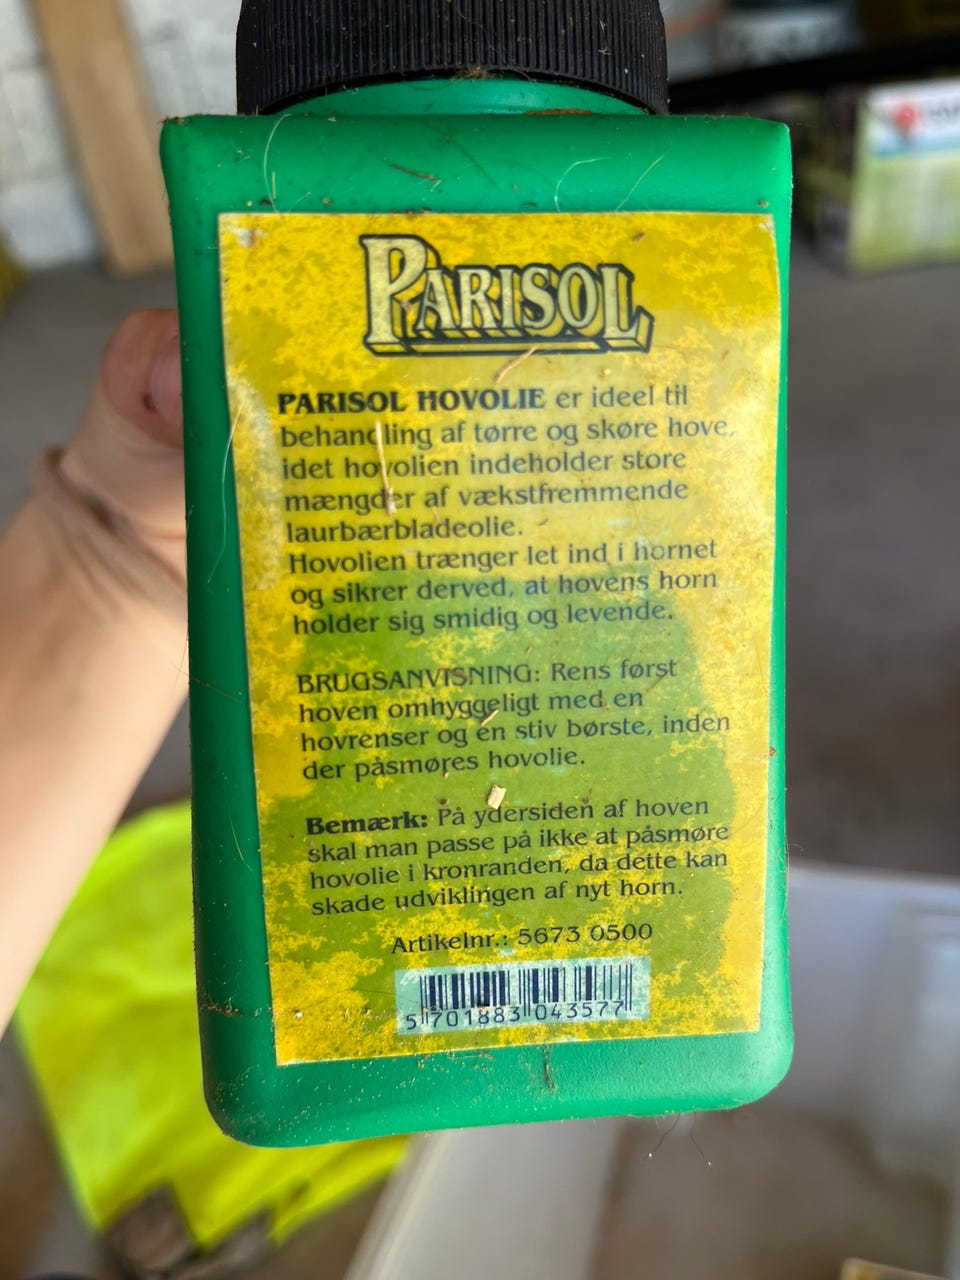 PARISOL
PARISOL HOVOLIE er ideel til
behandling af tørre og skøre hove,
idet hovolien indeholder store
mængder af vækstfremmende
laurbærbladeolie.
Hovolien trænger let ind i hornet
og sikrer derved, at hovens horn
holder sig smidig og levende.
BRUGSANVISNING: Rens først
hoven omhyggeligt med en
hovrenser og en stiv børste, inden
der påsmøres hovolie.
Bemærk: På ydersiden af hoven
skal man passe på ikke at påsmøre
hovolie i kronranden, da dette kan
skade udviklingen af nyt horn.
Artikelnr.: 5673 0500
5 701883 043577